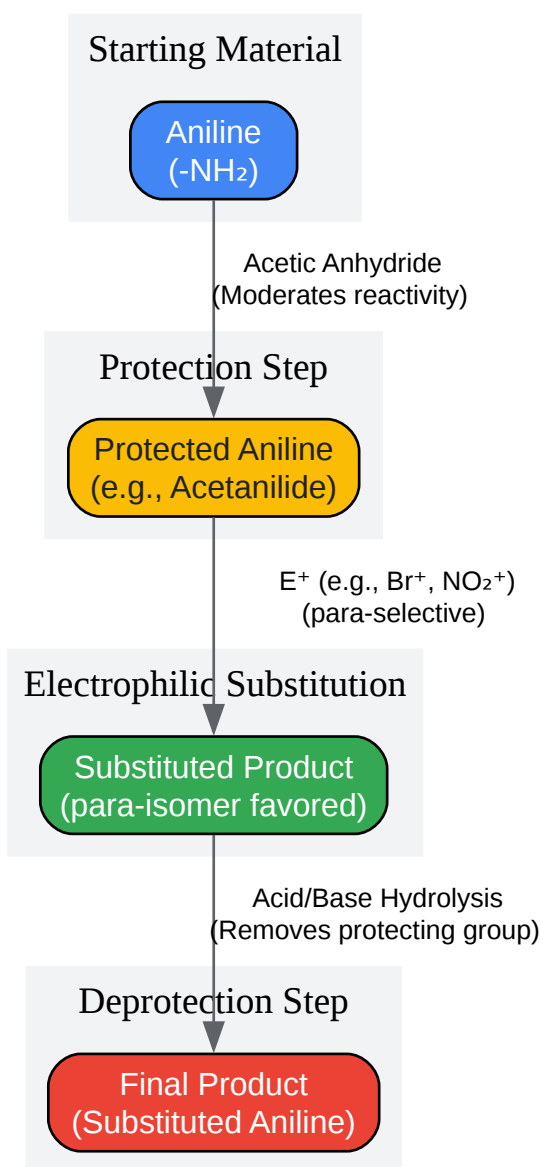 Starting Material
Aniline
(-NH₂)
Acetic Anhydride
(Moderates reactivity)
Protection Step
Protected Aniline
(e.g., Acetanilide)
E⁺ (e.g., Br⁺, NO₂⁺)
(para-selective)
Electrophilic Substitution
Substituted Product
(para-isomer favored)
Acid/Base Hydrolysis
(Removes protecting group)
Deprotection Step
Final Product
(Substituted Aniline)